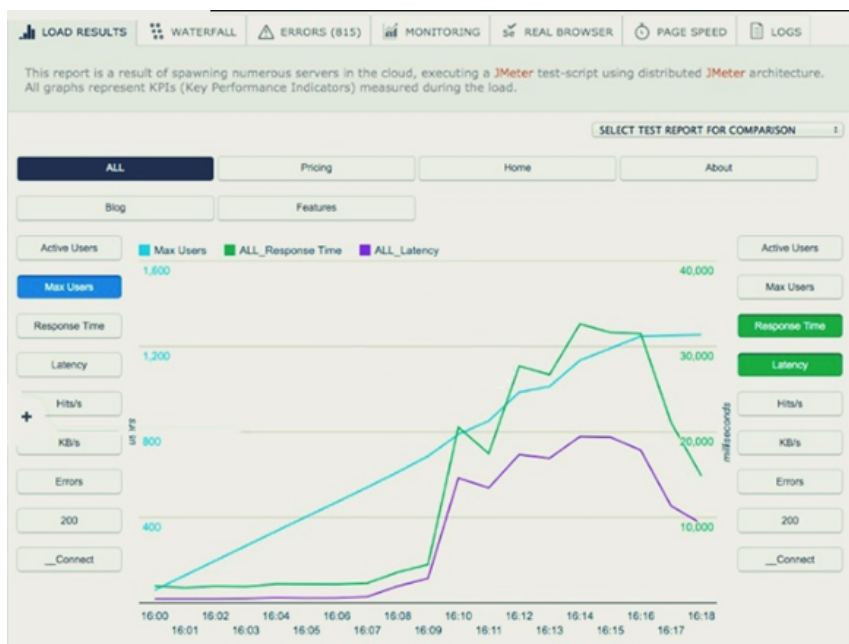 LOAD RESULTS WATERFALL ERRORS (815) MONITORING Se REAL BROWSER PAGE SPEED LOGS
This report is a result of spawning numerous servers in the cloud, executing a JMeter test-script using distributed JMeter architecture.
All graphs represent KPIs (Key Performance Indicators) measured during the load.
SELECT TEST REPORT FOR COMPARISON
ALL Pricing Home About
Blog Features
Active Users
Max Users
Response Time
Latency
Hits/s
KB/s
Errors
200
__Connect
Max Users ALL_Response Time ALL_Latency
1,600
1,200
800
400
users
40,000
30,000
20,000
10,000
milliseconds
16:00 16:02 16:04 16:06 16:08 16:10 16:12 16:14 16:16 16:18
16:01 16:03 16:05 16:07 16:09 16:11 16:13 16:15 16:17
Active Users
Max Users
Response Time
Latency
Hits/s
KB/s
Errors
200
__Connect